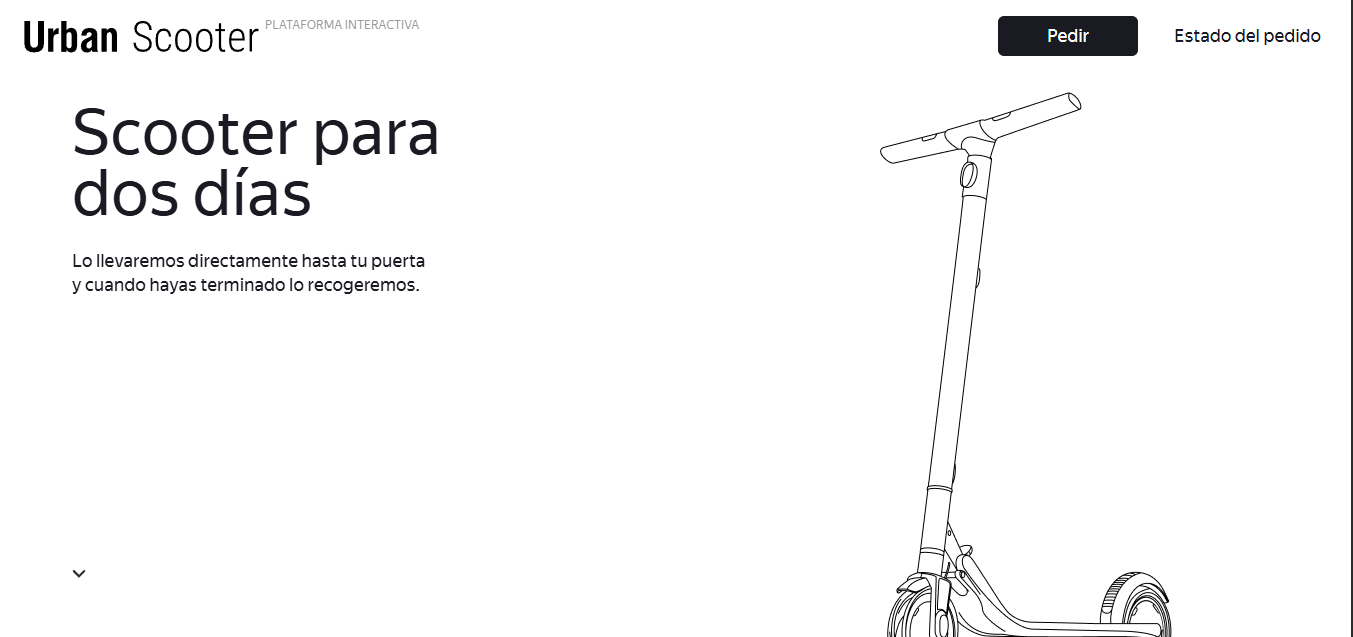 Urban Scooter
PLATAFORMA INTERACTIVA
Pedir
Estado del pedido
Scooter para
dos días
Lo llevaremos directamente hasta tu puerta
y cuando hayas terminado lo recogeremos.